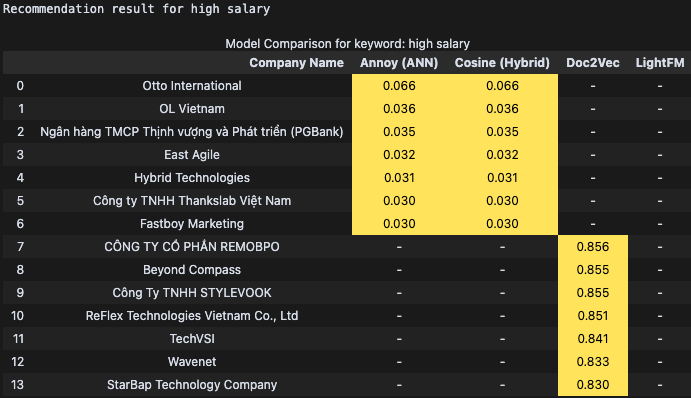 Recommendation result for high salary
Model Comparison for keyword: high salary
Company Name Annoy (ANN) Cosine (Hybrid) Doc2Vec LightFM
0 Otto International 0.066 0.066 - -
1 OL Vietnam 0.036 0.036 - -
2 Ngân hàng TMCP Thịnh vượng và Phát triển (PGBank) 0.035 0.035 - -
3 East Agile 0.032 0.032 - -
4 Hybrid Technologies 0.031 0.031 - -
5 Công ty TNHH Thankslab Việt Nam 0.030 0.030 - -
6 Fastboy Marketing 0.030 0.030 - -
7 CÔNG TY CỔ PHẦN REMOBPO - - 0.856 -
8 Beyond Compass - - 0.855 -
9 Công Ty TNHH STYLEVOOK - - 0.855 -
10 ReFlex Technologies Vietnam Co., Ltd - - 0.851 -
11 TechVSI - - 0.841 -
12 Wavenet - - 0.833 -
13 StarBap Technology Company - - 0.830 -